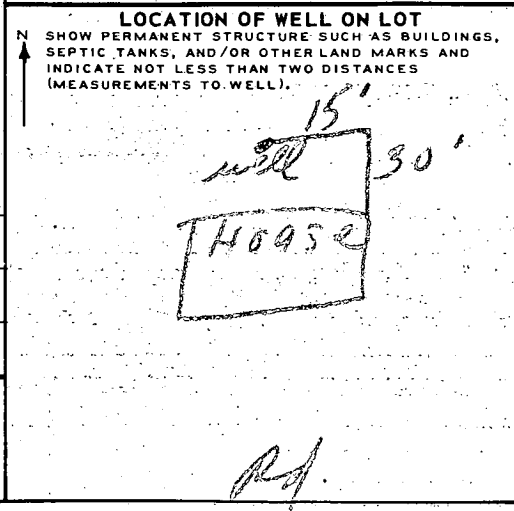 LOCATION OF WELL ON LOT
N
SHOW PERMANENT STRUCTURE SUCH AS BUILDINGS,
SEPTIC TANKS, AND/OR OTHER LAND MARKS AND
INDICATE NOT LESS THAN TWO DISTANCES
(MEASUREMENTS TO WELL).
15'
well
30'
House
Rd.